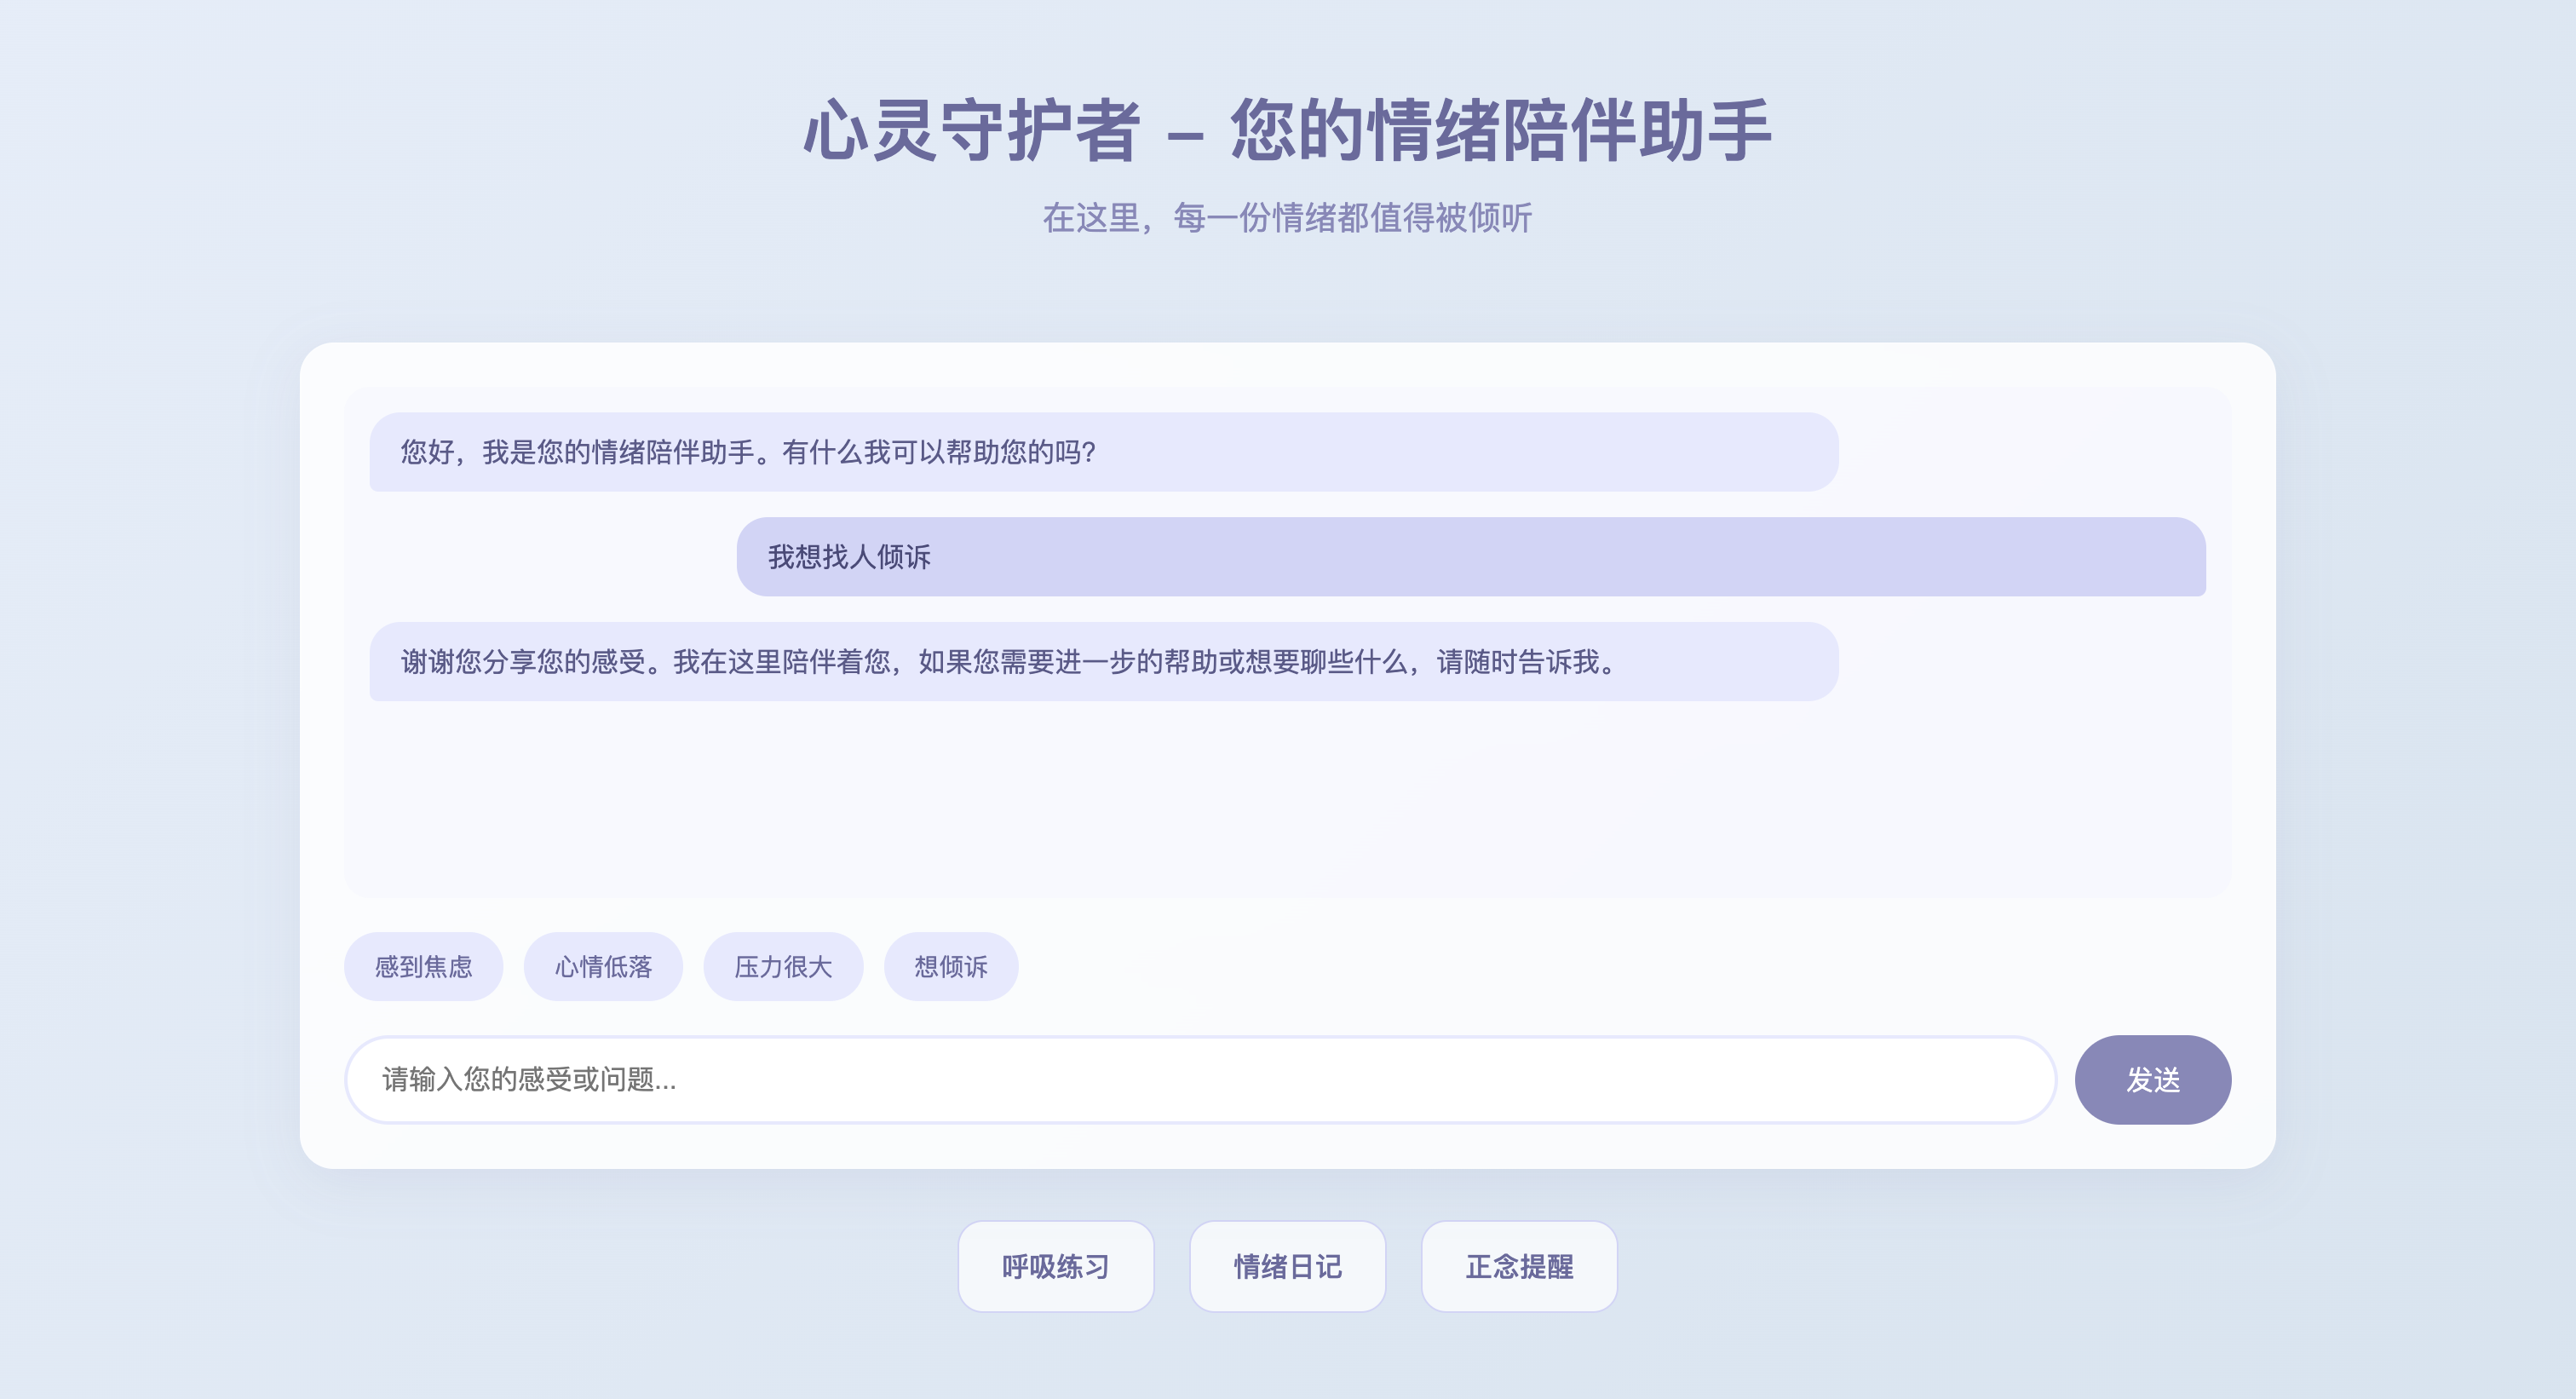 心灵守护者 – 您的情绪陪伴助手
在这里，每一份情绪都值得被倾听
您好，我是您的情绪陪伴助手。有什么我可以帮助您的吗？
我想找人倾诉
谢谢您分享您的感受。我在这里陪伴着您，如果您需要进一步的帮助或想要聊些什么，请随时告诉我。
感到焦虑 心情低落 压力很大 想倾诉
请输入您的感受或问题... 发送
呼吸练习 情绪日记 正念提醒